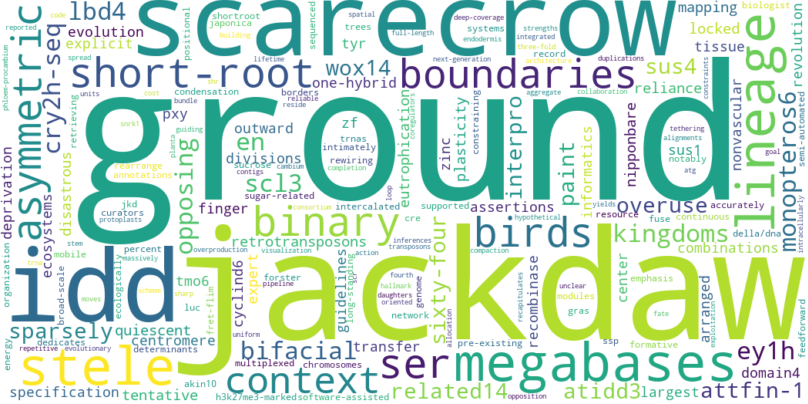 scarecrow
ground
jackdaw
idd
short-root
boundaries
asymmetric
lineage
binary
birds
stele
context
megabases
ser
kingdoms
opposing
monopteros6
cry2h-seq
lbd4
wox14
sus4
sus1
scl3
en
zf
zinc
finger
interpro
paint
overuse
mapping
tissue
locked
explicit
evolution
revolution
reliance
plasticity
informatics
assertions
nipponbare
nonvascular
combinations
eutrophication
rewiring
constraining
intimately
outward
divisions
one-hybrid
pxy
tyr
condensation
retrieving
positional
shortroot
japonica
trees
sequenced
spatial
deep-coverage
full-length
integrated
three-fold
biologist
record
systems
building
endodermis
strengths
duplications
constraints
next-generation
phloem-procambium
reported
lifetime
cost
spread
units
bundle
guiding
planta
snrk1
trnas
borders
reliable
reside
aggregate
collaboration
loop
tethering
alignments
notably
atg
semi-automated
goal
accurately
fuse
continuous
resource
supported
yields
sucrose
cambium
sugar-related
contigs
completion
coregulators
intercalated
hypothetical
della/dna
feedforward
deprivation
ecosystems
disastrous
rearrange
annotations
curators
jkd
percent
mobile
retrotransposons
tmo6
expert
cyclind6
luc
fret-flim
guidelines
long-scanning
sixty-four
recombinase
center
emphasis
modules
gras
fourth
hallmark
daughters
oriented
network
recapitulates
unclear
arranged
largest
related14
atidd3
attfin-1
ey1h
domain4
determinants
specification
tentative
sparsely
quiescent
centromere
bifacial
transfer
multiplexed
chromosomes
pre-existing
akin10
h3k27me3-marked
software-assisted
formative
fate
ssp
opposition
uniform
repetitive
evolutionary
energy
organization
ecologically
broad-scale
dedicates
overproduction
visualization
massively
compaction
action
inferences
transposons
consortium
forster
genome
pipeline
protoplasts
stem
moves
sharp
scheme
allocation
exploitation
intracellularly
cre